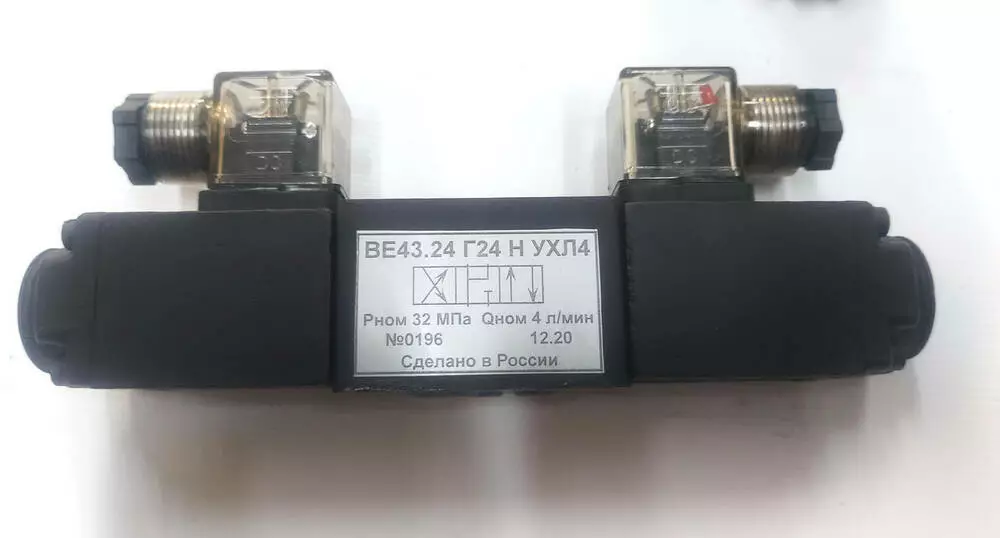 ВЕ43.24 Г24 Н УХЛ4
Рном 32 МПа Qном 4 л/мин
№0196 12.20
Сделано в России